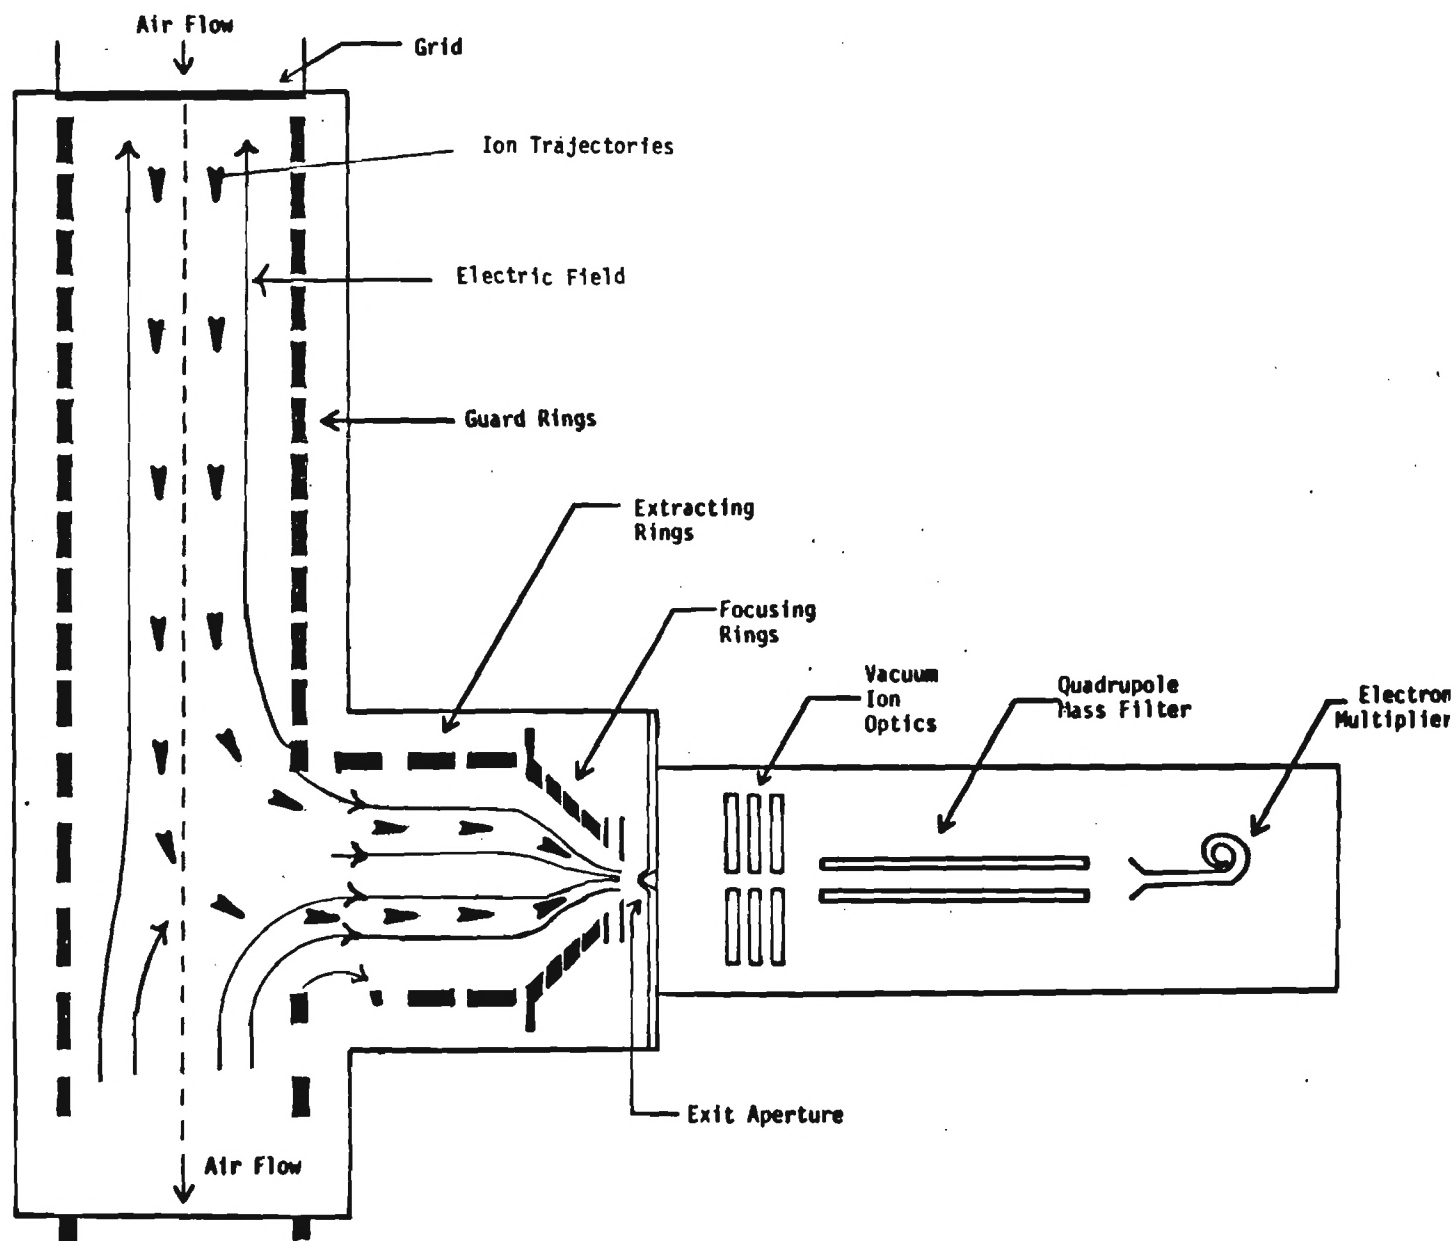 Air Flow
Grid
Ion Trajectories
Electric Field
Guard Rings
Extracting
Rings
Focusing
Rings
Vacuum
Ion
Optics
Quadrupole
Mass Filter
Electron
Multiplier
Exit Aperture
Air Flow